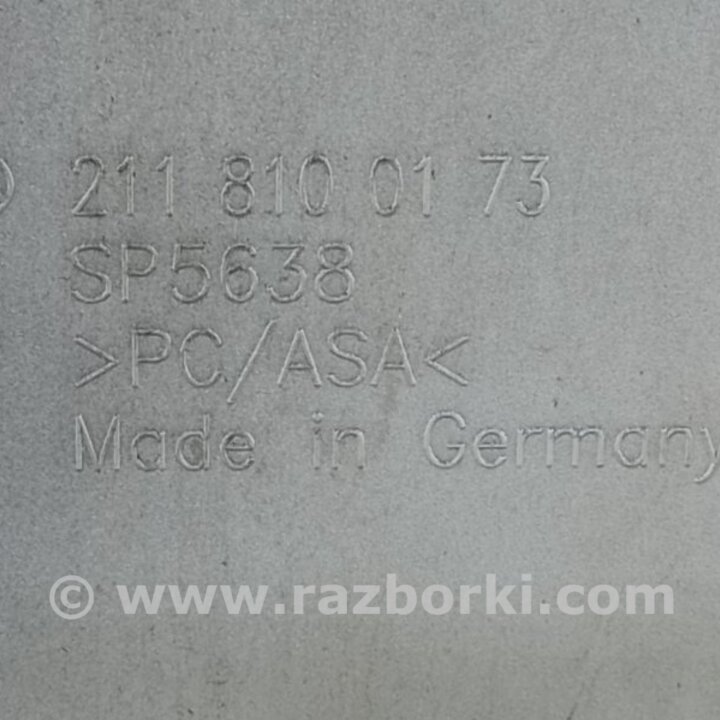 211 810 01 73
SP5638
>PC/ASA<
Made in Germany
© www.razborki.com